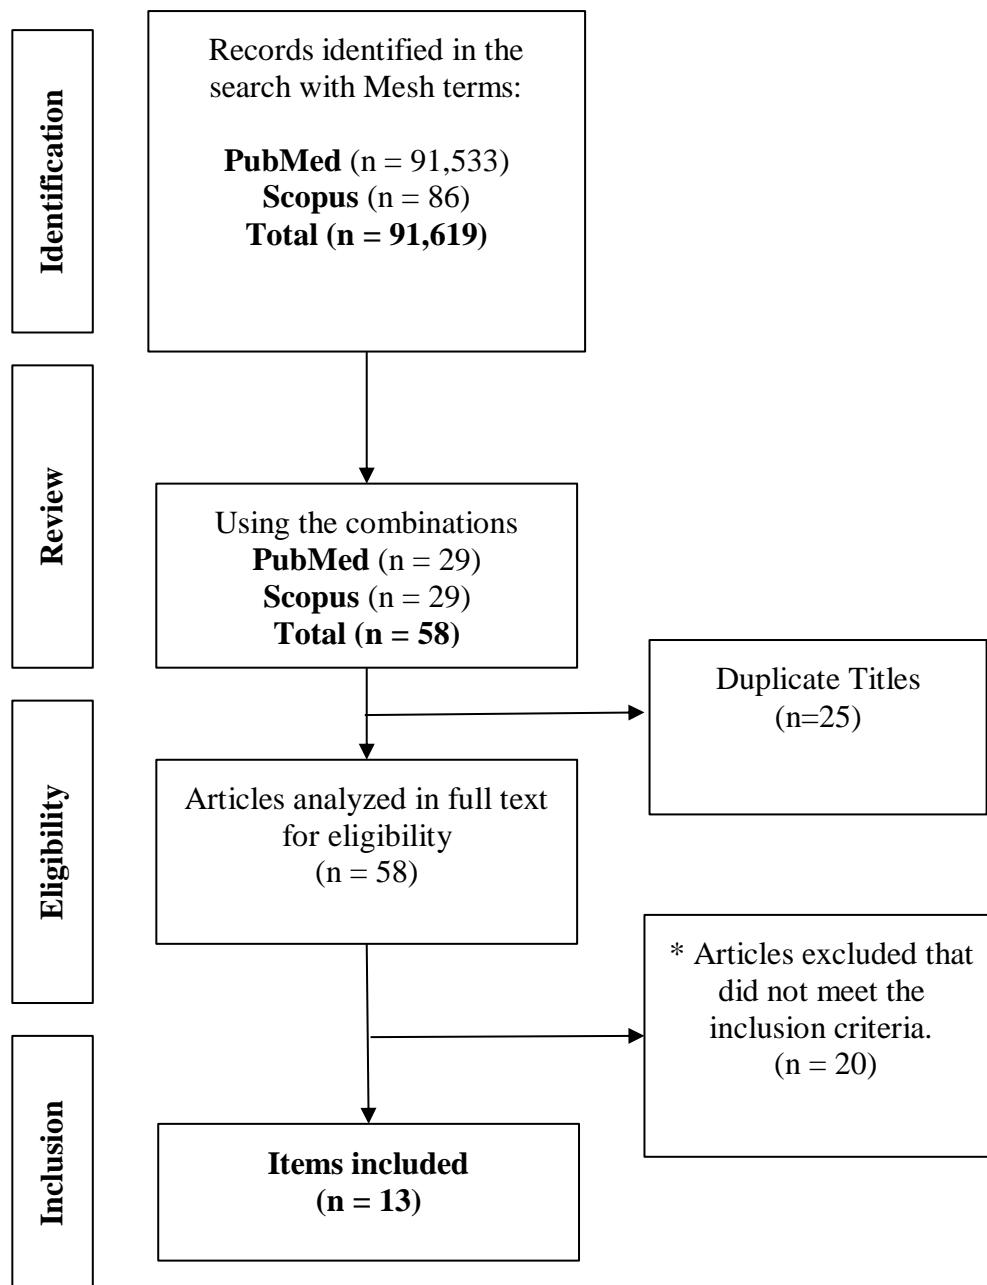 Identification
Records identified in the
search with Mesh terms:
PubMed (n = 91,533)
Scopus (n = 86)
Total (n = 91,619)
Review
Using the combinations
PubMed (n = 29)
Scopus (n = 29)
Total (n = 58)
Duplicate Titles
(n=25)
Eligibility
Articles analyzed in full text
for eligibility
(n = 58)
* Articles excluded that
did not meet the
inclusion criteria.
(n = 20)
Inclusion
Items included
(n = 13)